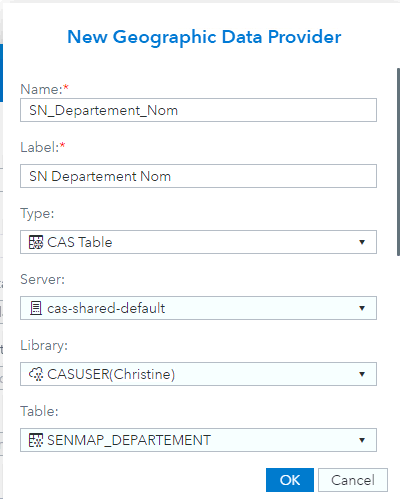 New Geographic Data Provider
Name:*
SN_Departement_Nom
Label:*
SN Departement Nom
Type:
CAS Table
Server:
cas-shared-default
Library:
CASUSER(Christine)
Table:
SENMAP_DEPARTEMENT
OK Cancel